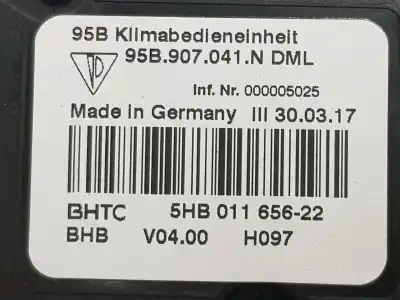 95B Klimabedieneinheit
95B.907.041.N DML
Inf. Nr. 000005025
Made in Germany III 30.03.17
BHTC 5HB 011 656-22
BHB V04.00 H097